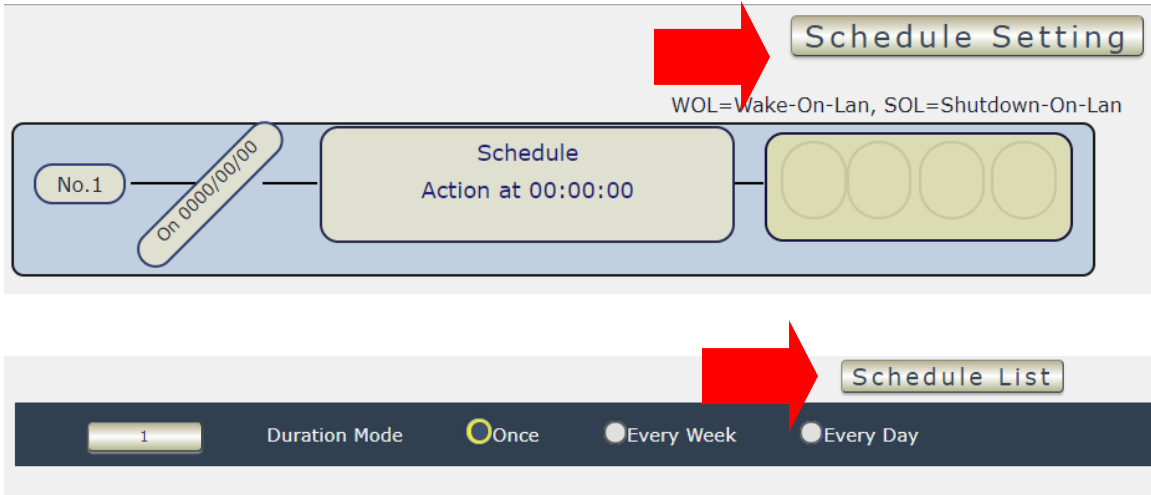 Schedule Setting
WOL=Wake-On-Lan, SOL=Shutdown-On-Lan
No.1
On 0000/00/00
Schedule
Action at 00:00:00
Schedule List
1 Duration Mode Once Every Week Every Day